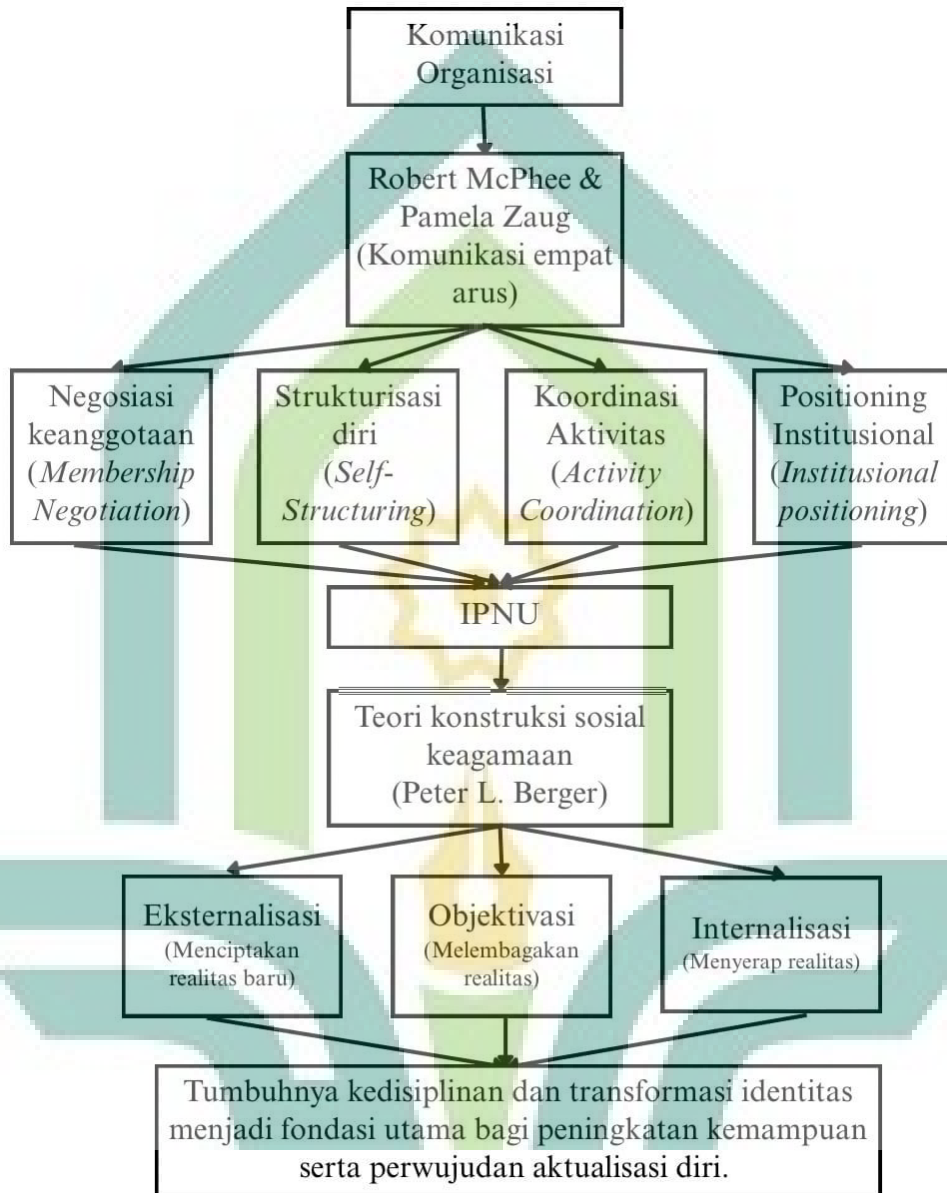 Komunikasi
Organisasi
Robert McPhee &
Pamela Zaug
(Komunikasi empat
arus)
Negosiasi
keanggotaan
(Membership
Negotiation)
Strukturisasi
diri
(Self-
Structuring)
Koordinasi
Aktivitas
(Activity
Coordination)
Positioning
Institusional
(Institusional
positioning)
IPNU
Teori konstruksi sosial
keagamaan
(Peter L. Berger)
Eksternalisasi
(Menciptakan
realitas baru)
Objektivasi
(Melembagakan
realitas)
Internalisasi
(Menyerap realitas)
Tumbuhnya kedisiplinan dan transformasi identitas
menjadi fondasi utama bagi peningkatan kemampuan
serta perwujudan aktualisasi diri.